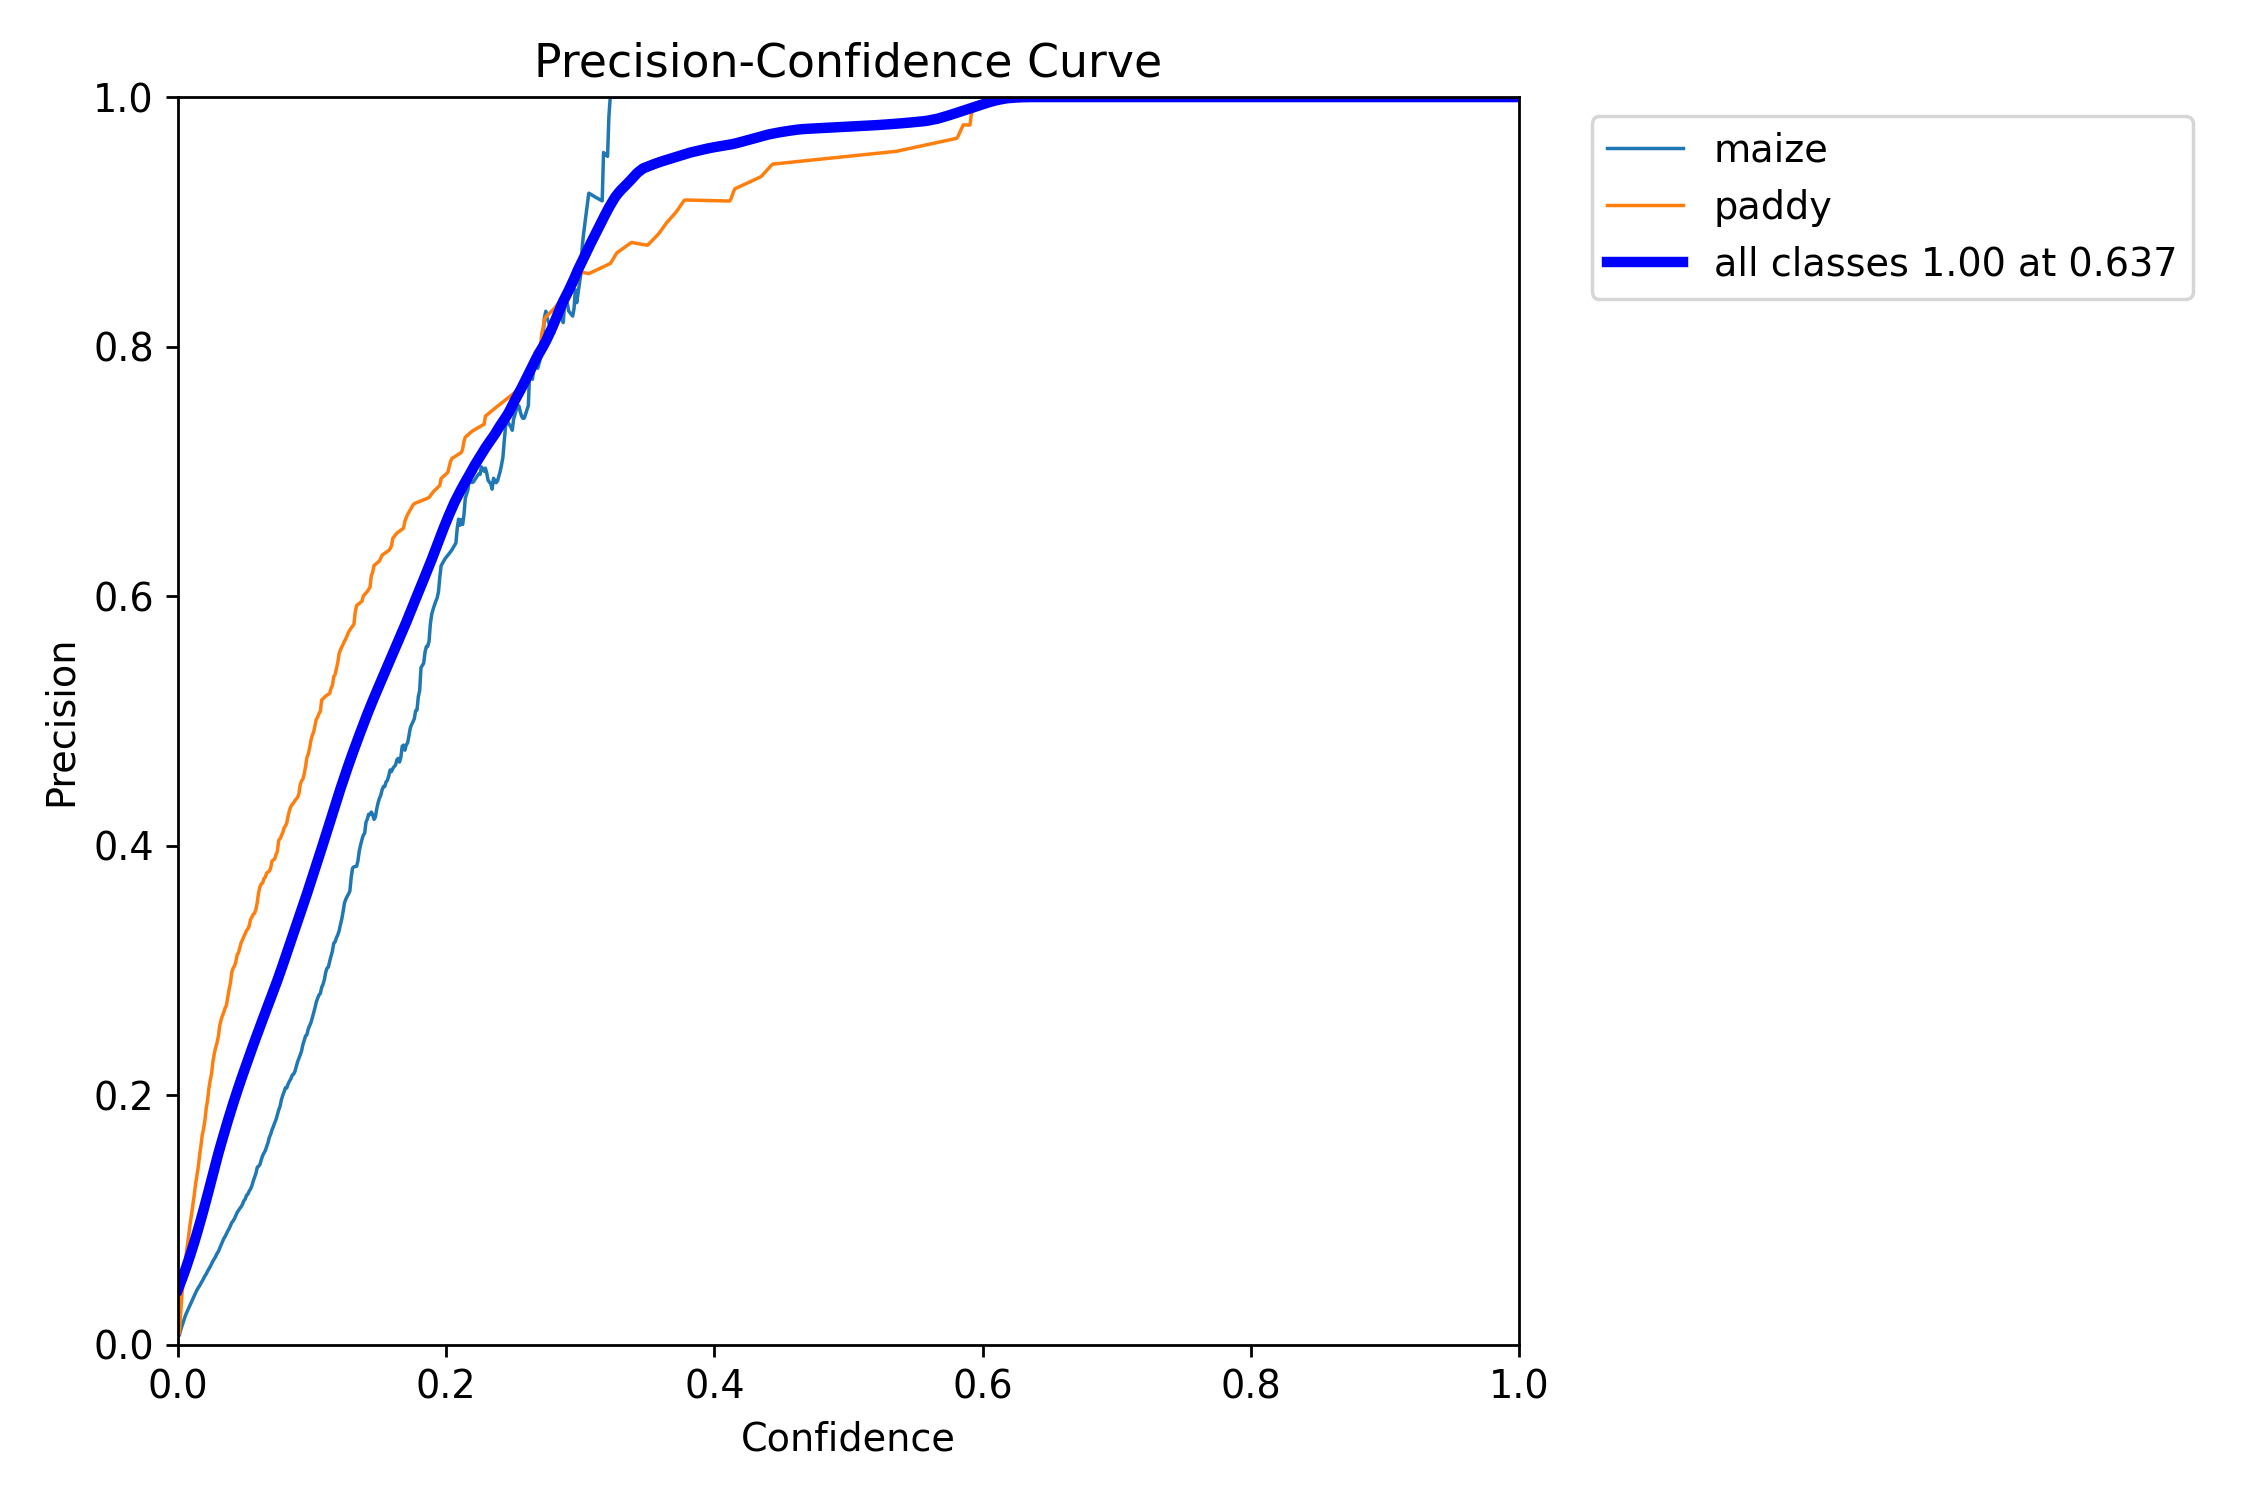 Precision-Confidence Curve
1.0
0.8
0.6
0.4
0.2
0.0
Precision
0.0 0.2 0.4 0.6 0.8 1.0
Confidence
maize
paddy
all classes 1.00 at 0.637